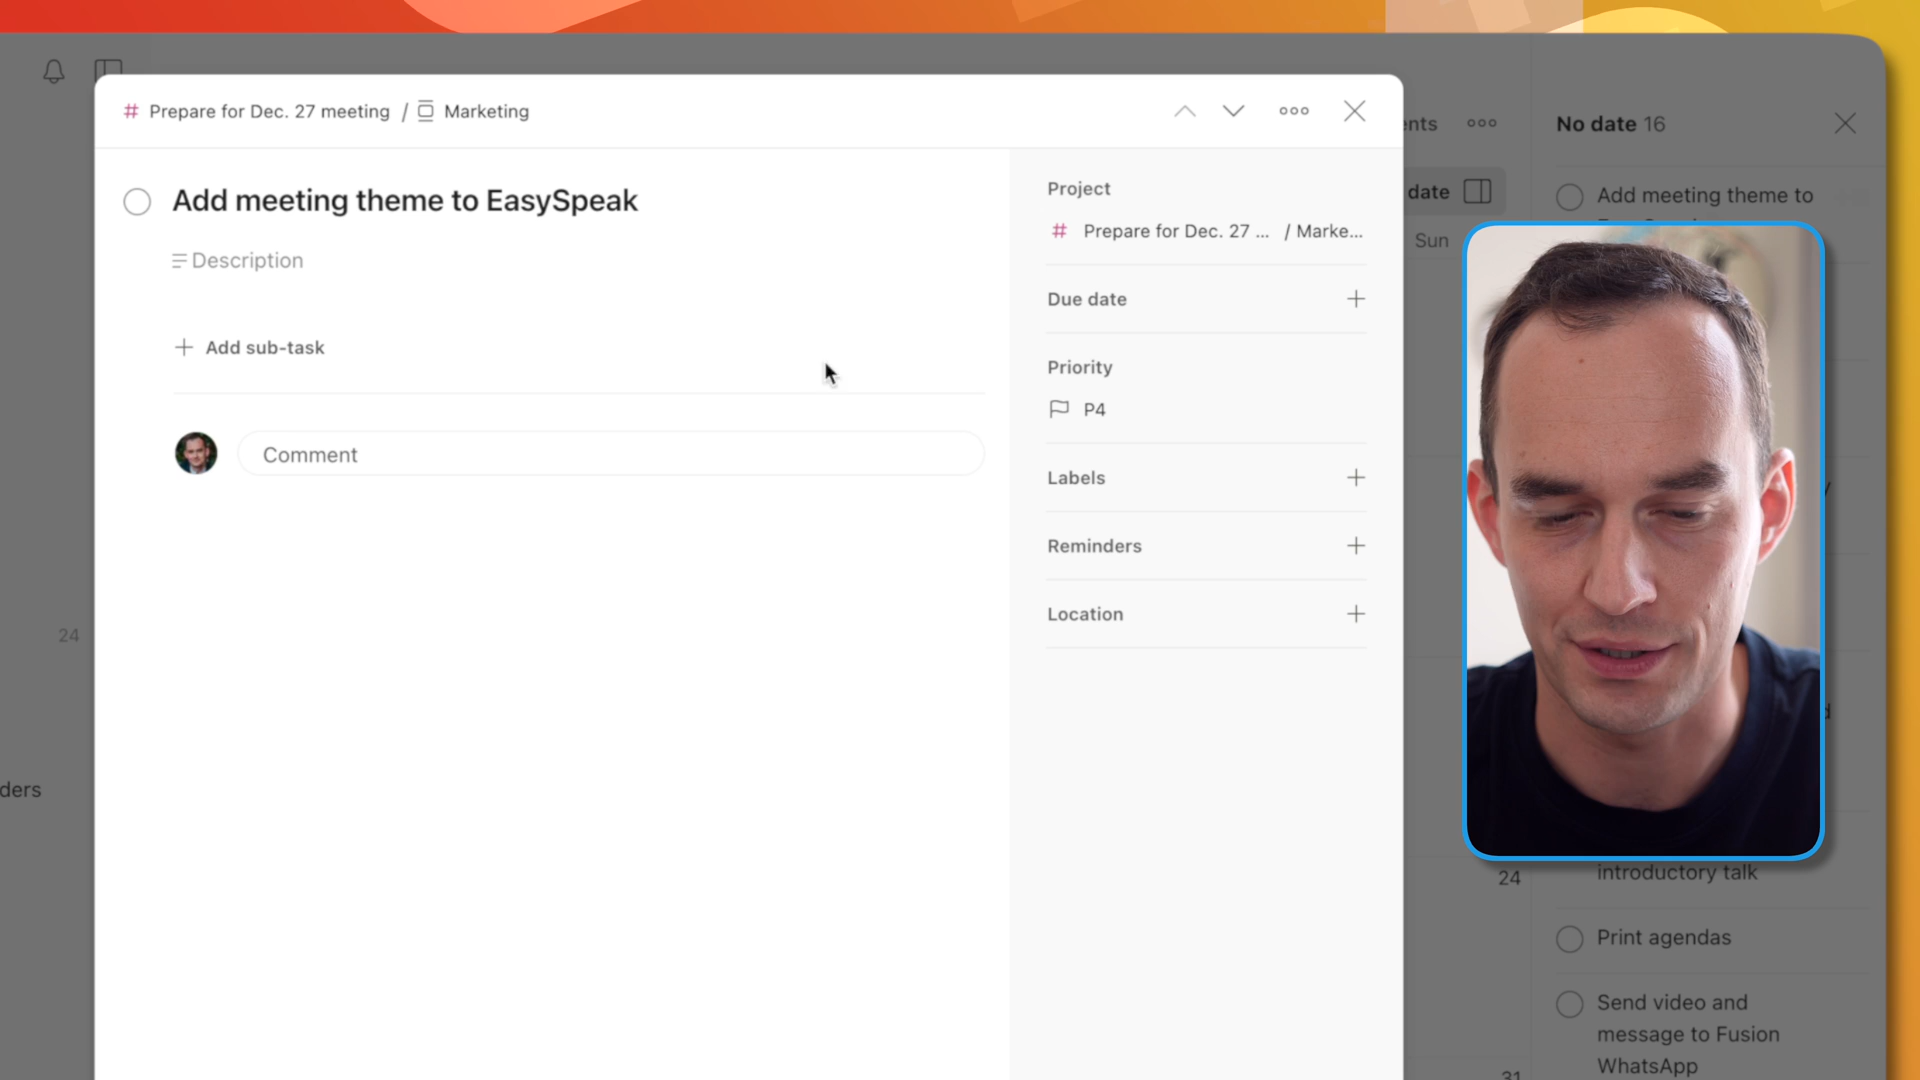 Prepare for Dec. 27 meeting / Marketing
Add meeting theme to EasySpeak
Description
Add sub-task
Comment
Project
# Prepare for Dec. 27 ... / Marke...
Due date
Priority
P4
Labels
Reminders
Location
24
ders
ents
date
Sun
24
31
No date 16
Add meeting theme to
introductory talk
Print agendas
Send video and
message to Fusion
WhatsApp